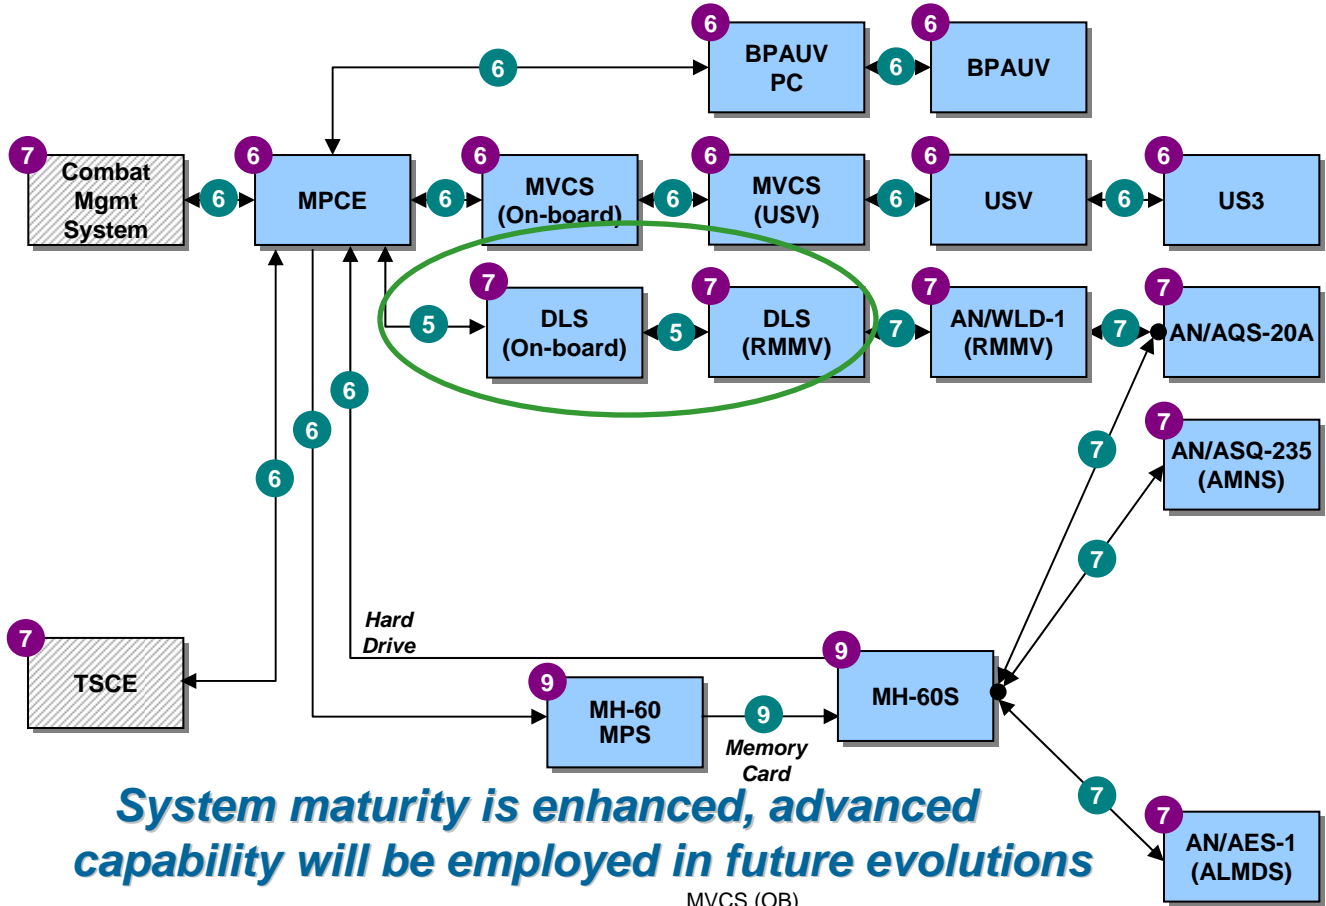 6
6
BPAUV
PC
6
BPAUV
6
7
6
6
6
6
6
Combat
Mgmt
System
6
MPCE
6
MVCS
(On-board)
6
MVCS
(USV)
6
USV
6
US3
7
7
7
7
5
DLS
(On-board)
5
DLS
(RMMV)
7
AN/WLD-1
(RMMV)
7
AN/AQS-20A
6
6
7
7
AN/ASQ-235
(AMNS)
6
7
7
Hard
Drive
9
TSCE
9
MH-60
MPS
9
MH-60S
Memory
Card
7
7
System maturity is enhanced, advanced
capability will be employed in future evolutions
AN/AES-1
(ALMDS)
MVCS (OB)